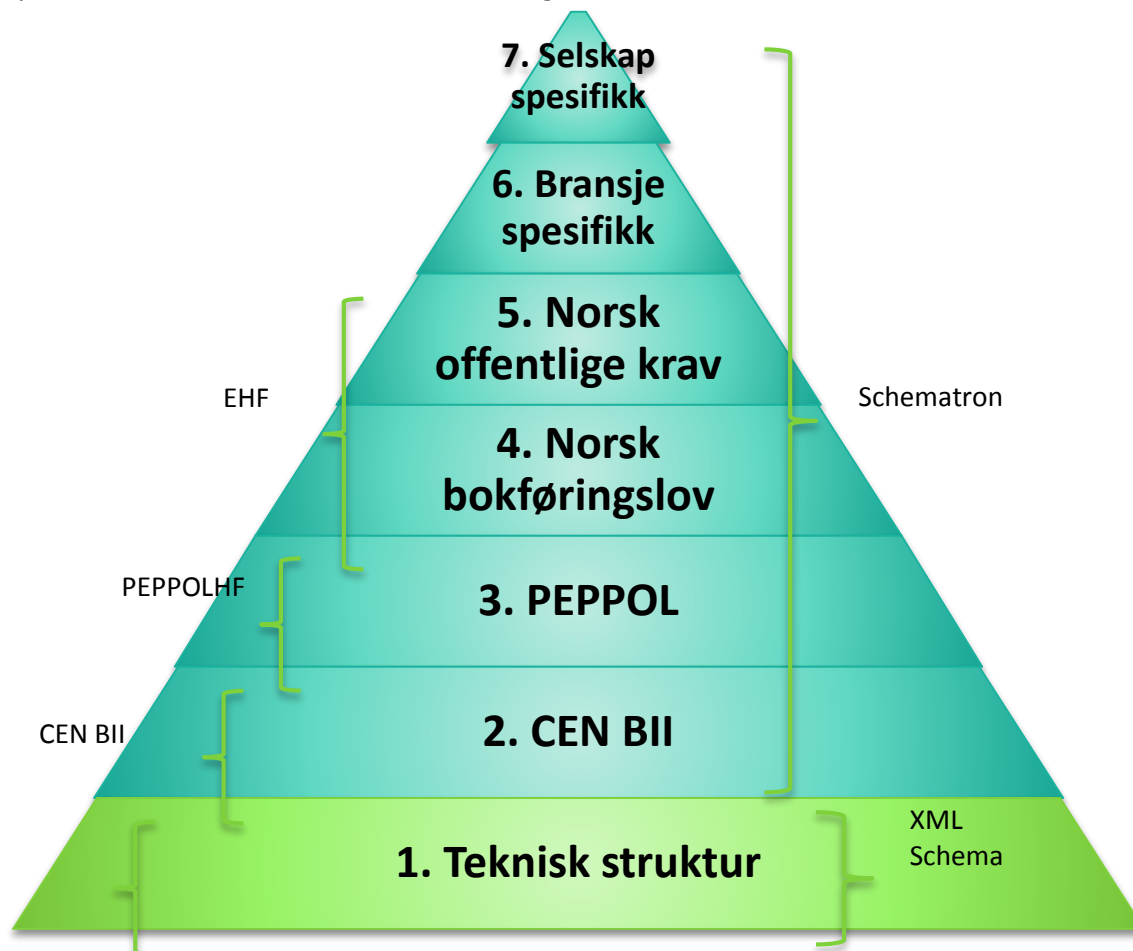 7. Selskap
spesifikk
6. Bransje
spesifikk
5. Norsk
offentlige krav
EHF
Schematron
4. Norsk
bokføringslov
PEPPOLHF
3. PEPPOL
CEN BII
2. CEN BII
XML
Schema
1. Teknisk struktur